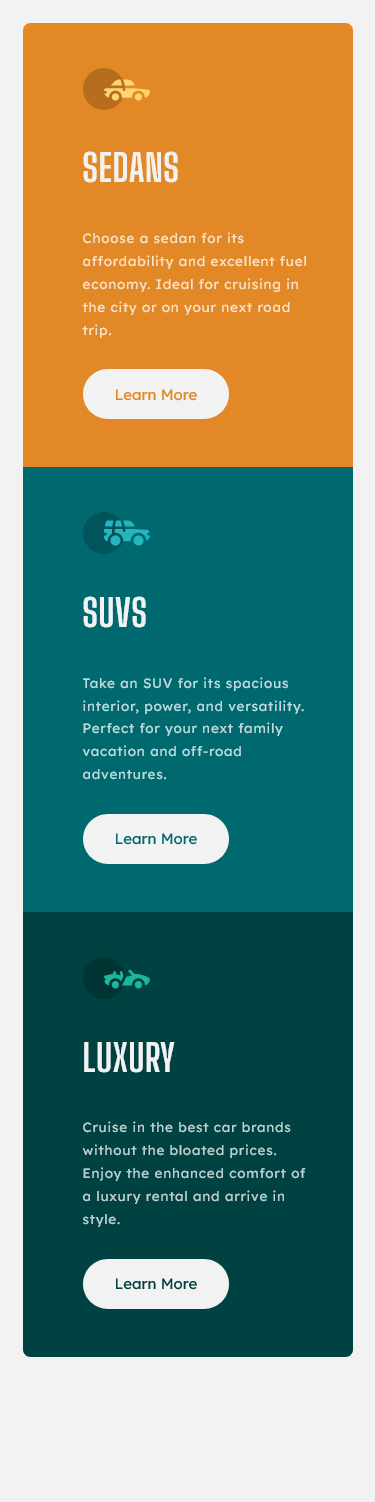 SEDANS
Choose a sedan for its
affordability and excellent fuel
economy. Ideal for cruising in
the city or on your next road
trip.
Learn More
SUVS
Take an SUV for its spacious
interior, power, and versatility.
Perfect for your next family
vacation and off-road
adventures.
Learn More
LUXURY
Cruise in the best car brands
without the bloated prices.
Enjoy the enhanced comfort of
a luxury rental and arrive in
style.
Learn More